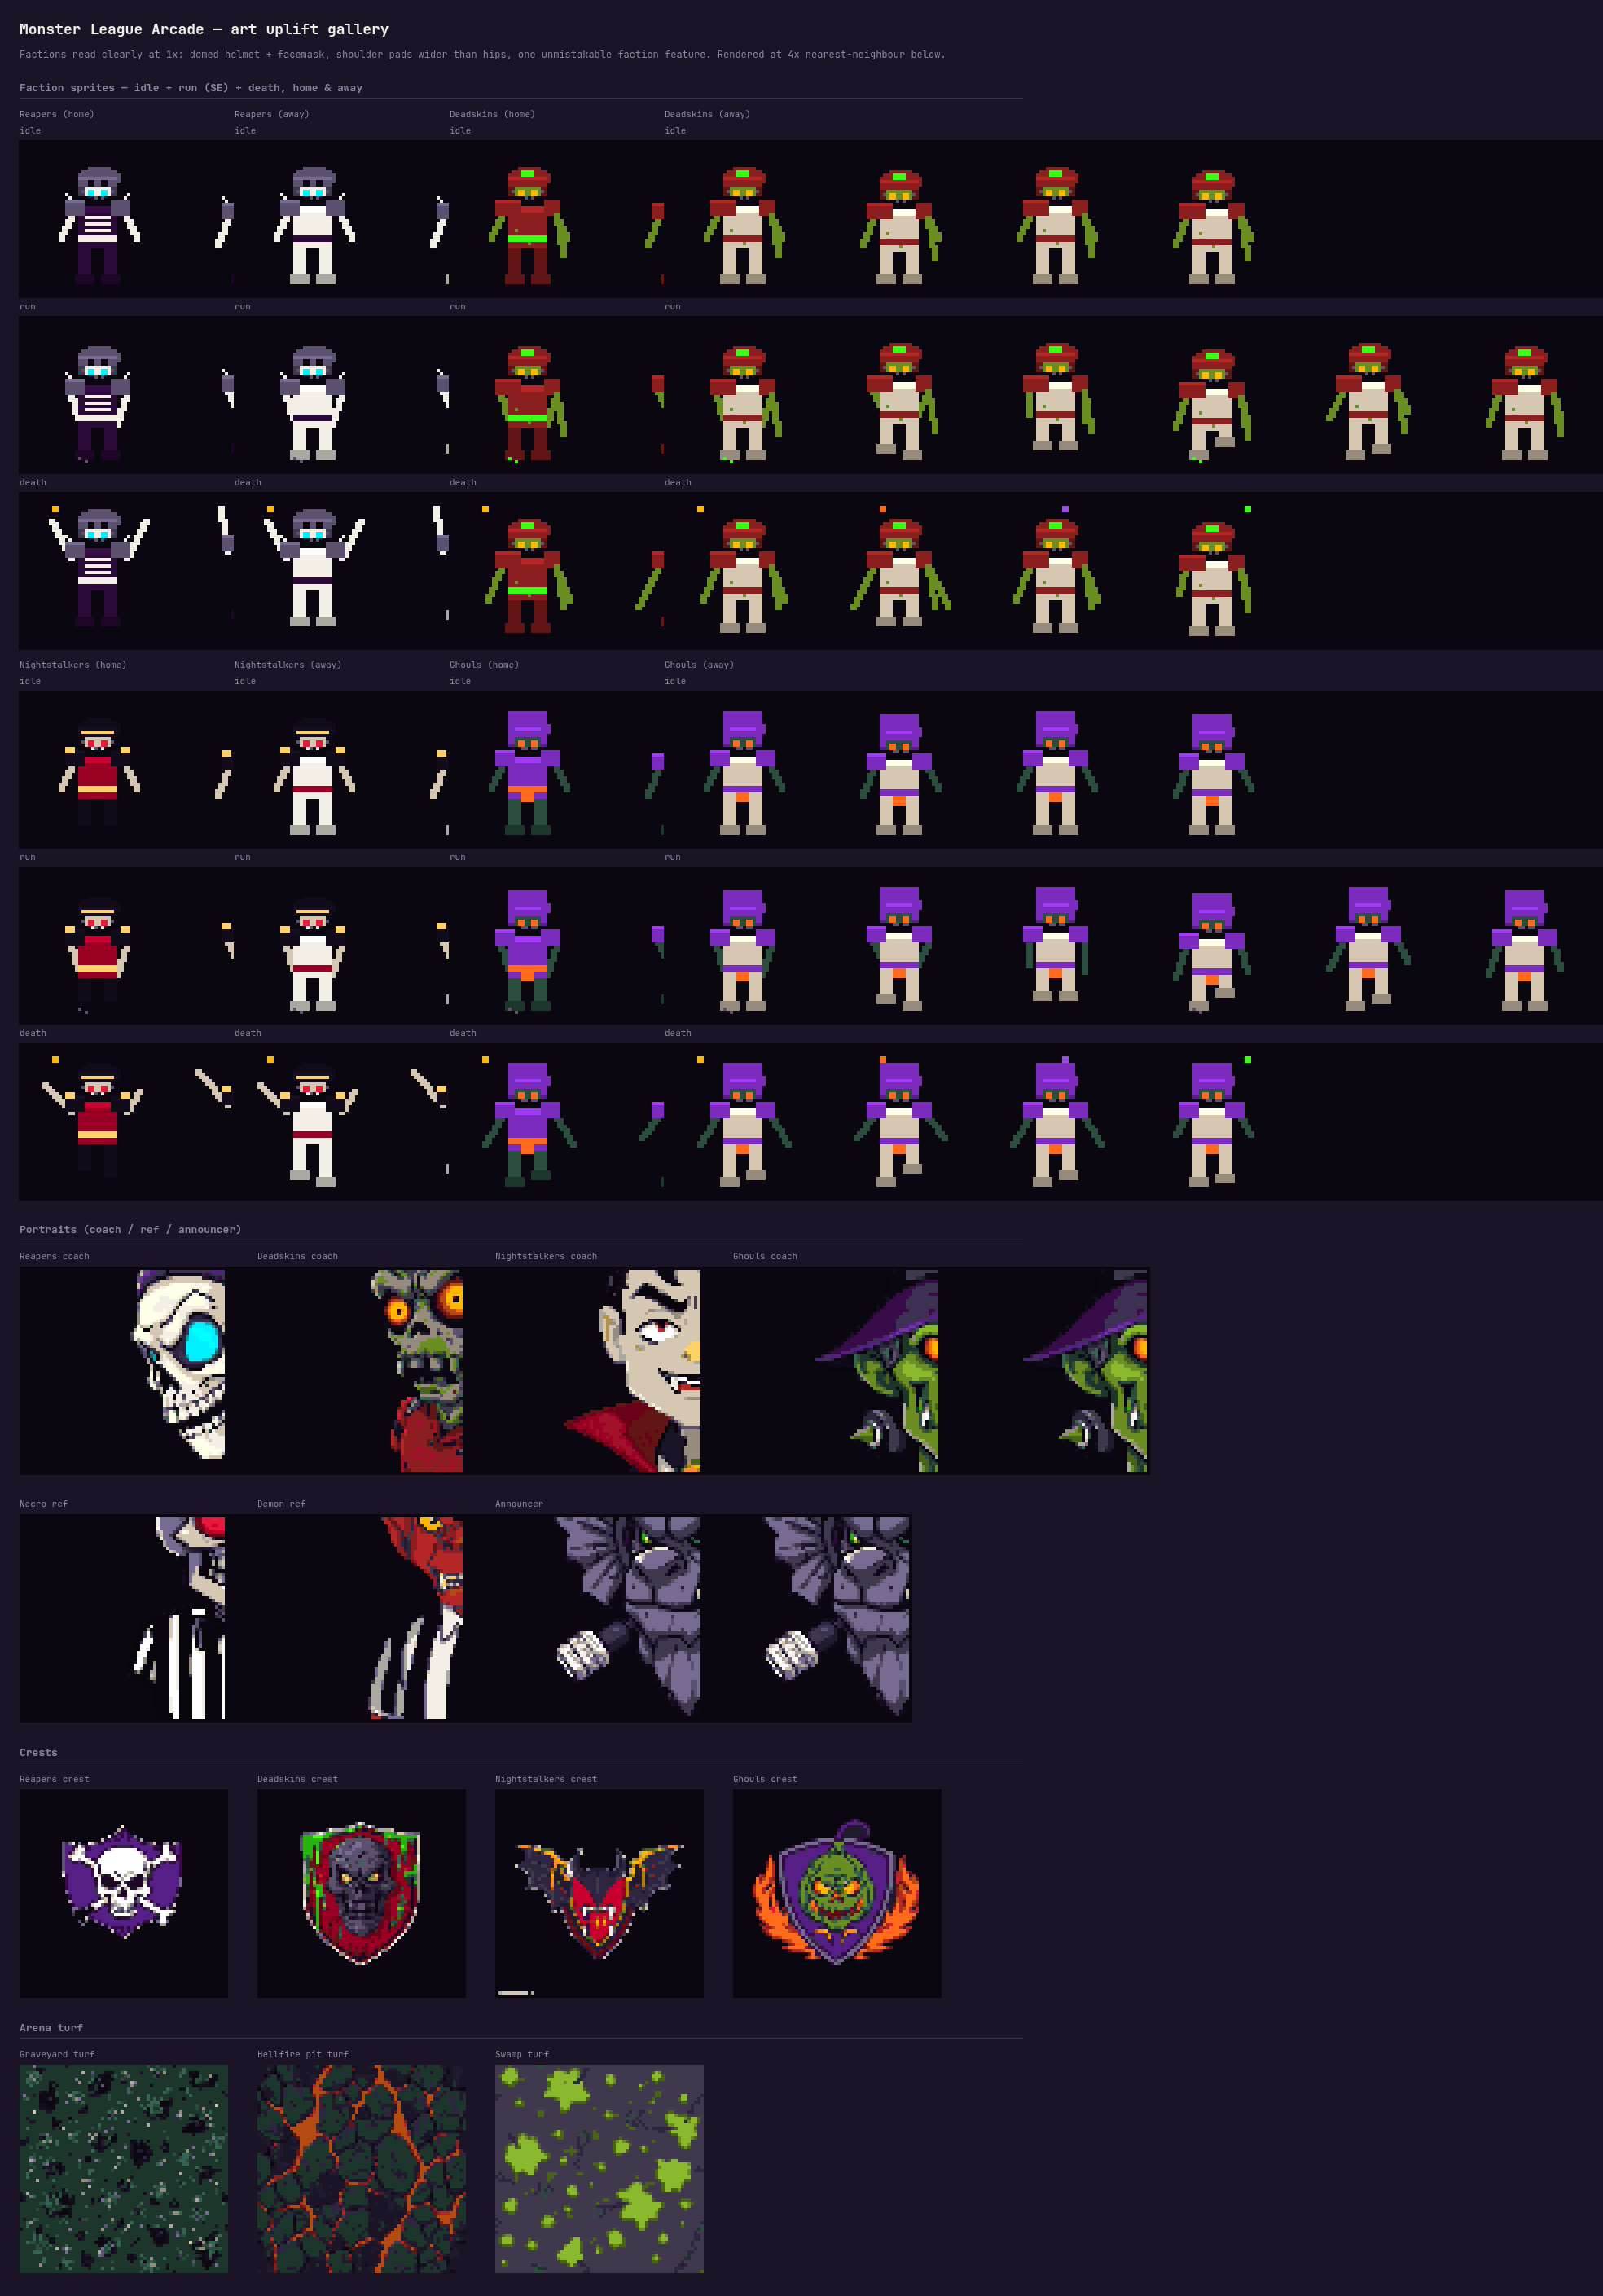 Monster League Arcade — art uplift gallery
Factions read clearly at 1x: domed helmet + facemask, shoulder pads wider than hips, one unmistakable faction feature. Rendered at 4x nearest-neighbour below.
Faction sprites — idle + run (SE) + death, home & away
Reapers (home) Reapers (away) Deadskins (home) Deadskins (away)
idle idle idle idle
run run run run
death death death death
Nightstalkers (home) Nightstalkers (away) Ghouls (home) Ghouls (away)
idle idle idle idle
run run run run
death death death death
Portraits (coach / ref / announcer)
Reapers coach Deadskins coach Nightstalkers coach Ghouls coach
Necro ref Demon ref Announcer
Crests
Reapers crest Deadskins crest Nightstalkers crest Ghouls crest
Arena turf
Graveyard turf Hellfire pit turf Swamp turf